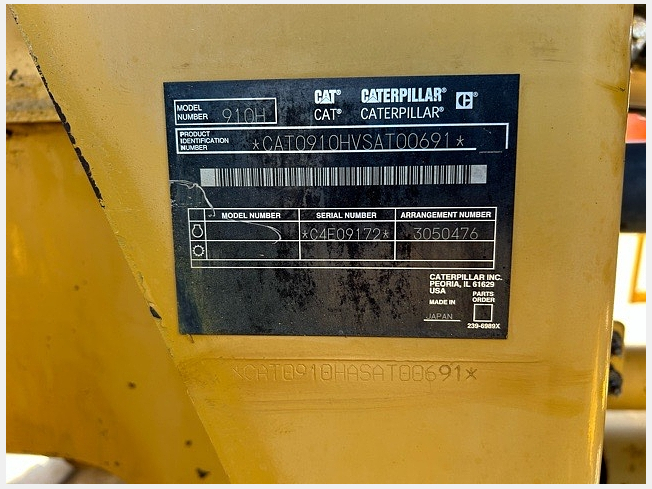 CAT® CATERPILLAR® C®
MODEL NUMBER 910H CAT® CATERPILLAR®
PRODUCT IDENTIFICATION NUMBER *CAT0910HVSAT00691*
MODEL NUMBER SERIAL NUMBER ARRANGEMENT NUMBER
*C4E09172* 3050476
CATERPILLAR INC.
PEORIA, IL 61629
USA
PARTS ORDER
MADE IN
JAPAN
239-6989X
*CAT0910HASAT00691*